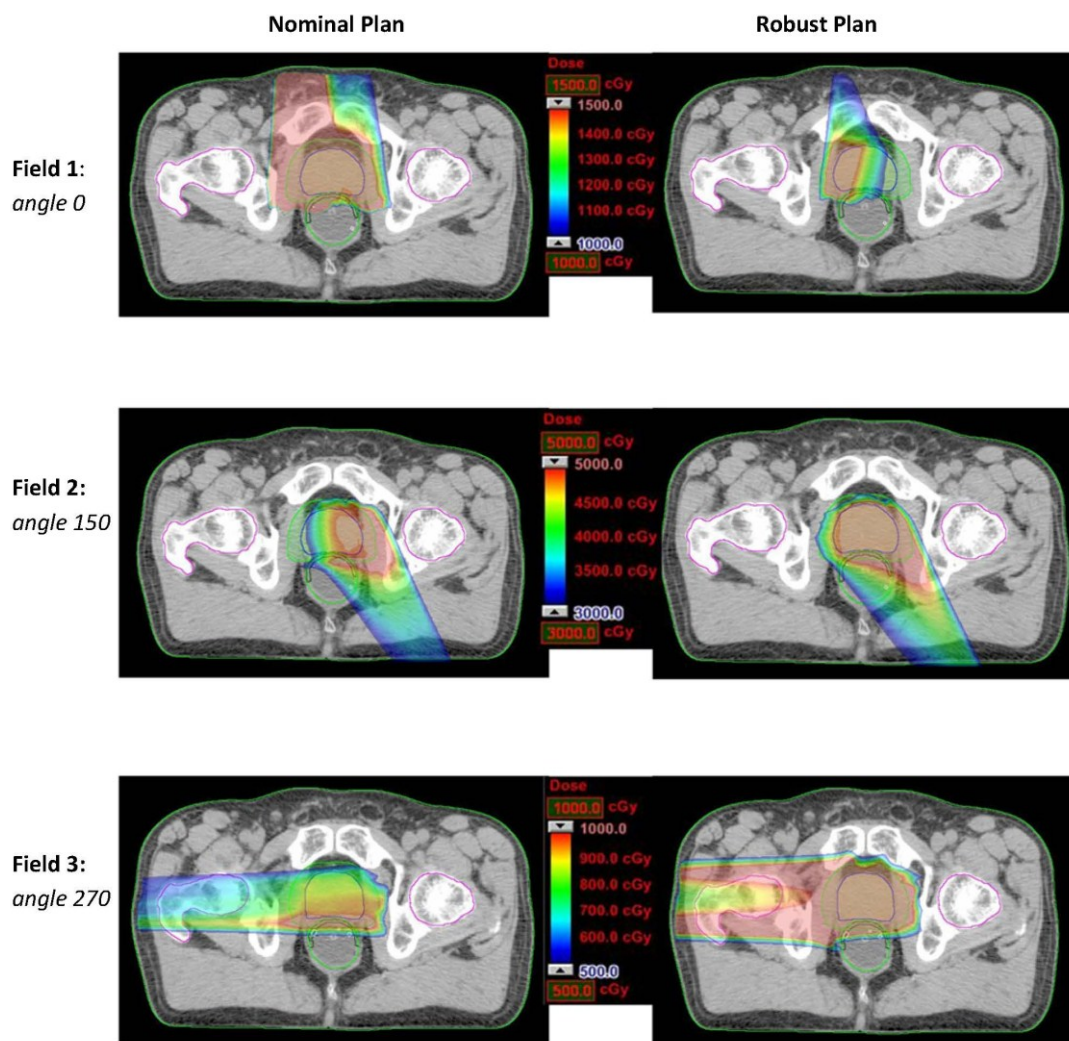 Nominal Plan
Robust Plan
Field 1:
angle 0
Dose
1500.0 cGy
1500.0
1400.0 cGy
1300.0 cGy
1200.0 cGy
1100.0 cGy
1000.0
1000.0 cGy
Field 2:
angle 150
Dose
5000.0 cGy
5000.0
4500.0 cGy
4000.0 cGy
3500.0 cGy
3000.0
3000.0 cGy
Field 3:
angle 270
Dose
1000.0 cGy
1000.0
900.0 cGy
800.0 cGy
700.0 cGy
600.0 cGy
500.0
500.0 cGy